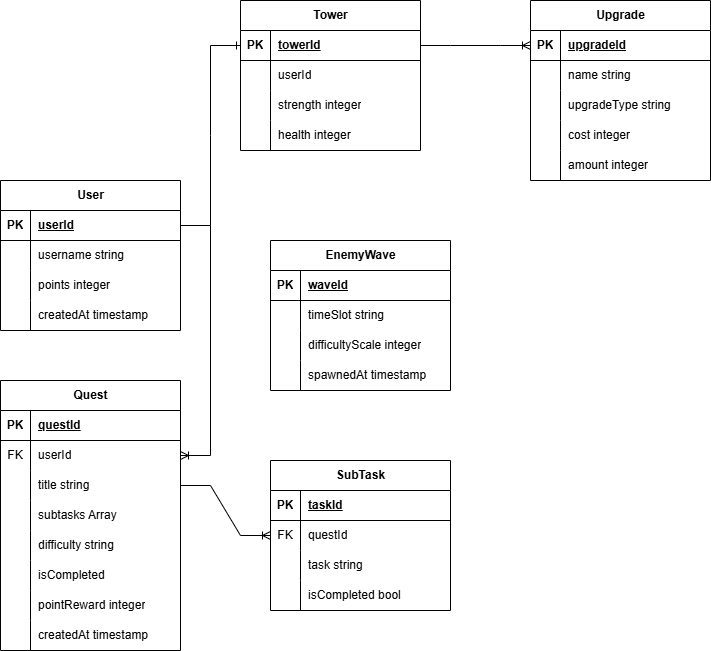 Tower
PK towerId
userId
strength integer
health integer
Upgrade
PK upgradeId
name string
upgradeType string
cost integer
amount integer
User
PK userId
username string
points integer
createdAt timestamp
EnemyWave
PK waveId
timeSlot string
difficultyScale integer
spawnedAt timestamp
Quest
PK questId
FK userId
title string
subtasks Array
difficulty string
isCompleted
pointReward integer
createdAt timestamp
SubTask
PK taskId
FK questId
task string
isCompleted bool